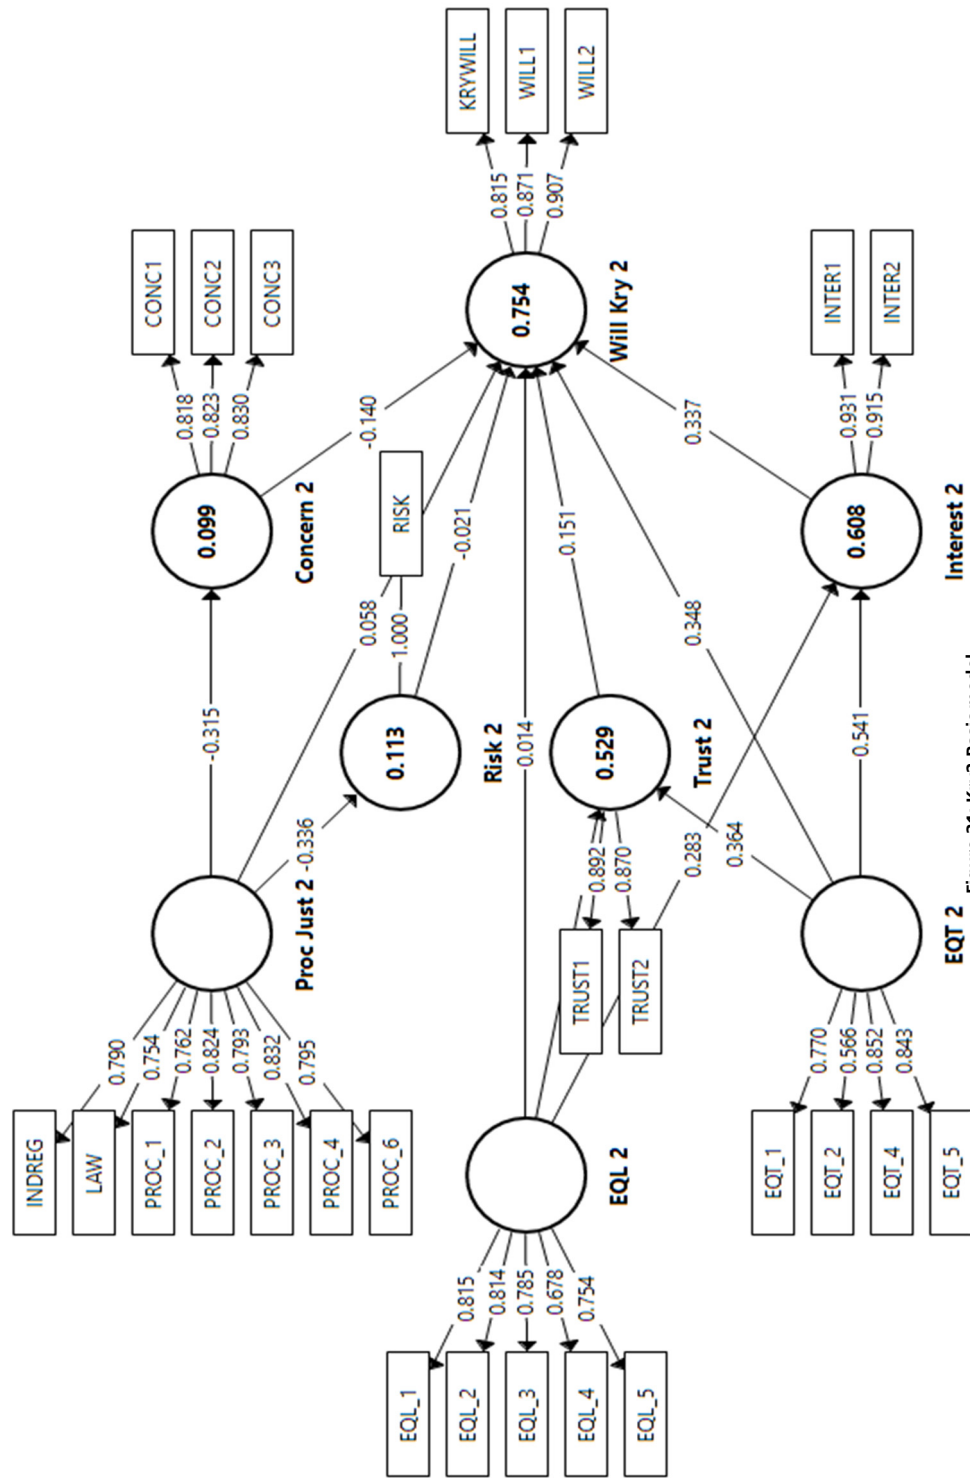 INDREG
LAW
PROC_1
PROC_2
PROC_3
PROC_4
PROC_6
0.790
0.754
0.762
0.824
0.793
0.832
0.795
Proc Just 2
-0.315
0.058
-0.336
0.099
Concern 2
0.818
0.823
0.830
CONC1
CONC2
CONC3
-0.140
0.113
Risk 2
1.000
RISK
-0.021
EQL_1
EQL_2
EQL_3
EQL_4
EQL_5
0.815
0.814
0.785
0.678
0.754
EQL 2
0.014
0.283
TRUST1
TRUST2
0.892
0.870
0.529
Trust 2
0.151
0.754
Will Kry 2
0.815
0.871
0.907
KRYWILL
WILL1
WILL2
EQT_1
EQT_2
EQT_4
EQT_5
0.770
0.566
0.852
0.843
EQT 2
0.364
0.348
0.541
0.608
Interest 2
0.337
0.931
0.915
INTER1
INTER2